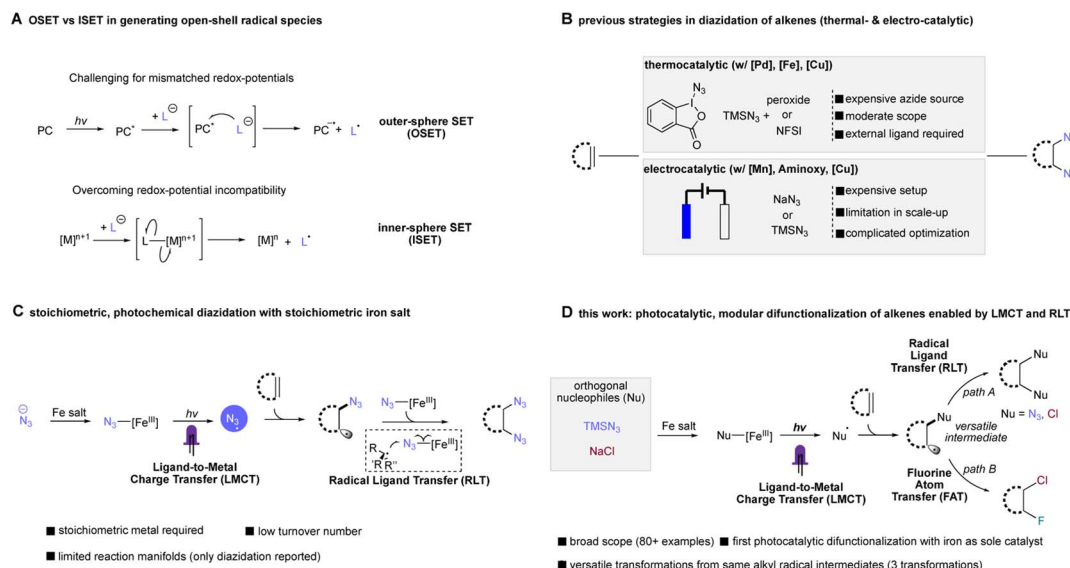 A OSET vs ISET in generating open-shell radical species
Challenging for mismatched redox-potentials
PC
hν
PC*
+ L⊖
PC* L⊖
PC•− + L•
outer-sphere SET
(OSET)
Overcoming redox-potential incompatibility
[M]n+1
+ L⊖
L—[M]n+1
[M]n + L•
inner-sphere SET
(ISET)
B previous strategies in diazidation of alkenes (thermal- & electro-catalytic)
thermocatalytic (w/ [Pd], [Fe], [Cu])
N3
I
O
O
TMSN3 +
peroxide
or
NFSI
■ expensive azide source
■ moderate scope
■ external ligand required
electrocatalytic (w/ [Mn], Aminoxy, [Cu])
NaN3
or
TMSN3
■ expensive setup
■ limitation in scale-up
■ complicated optimization
N
N
C stoichiometric, photochemical diazidation with stoichiometric iron salt
⊖
N3
Fe salt
N3—[FeIII]
hν
Ligand-to-Metal
Charge Transfer (LMCT)
N3
N3
N3—[FeIII]
R
'R R''
N3—[FeIII]
Radical Ligand Transfer (RLT)
N3
N3
■ stoichiometric metal required ■ low turnover number
■ limited reaction manifolds (only diazidation reported)
D this work: photocatalytic, modular difunctionalization of alkenes enabled by LMCT and RLT
orthogonal
nucleophiles (Nu)
TMSN3
NaCl
Fe salt
Nu—[FeIII]
hν
Ligand-to-Metal
Charge Transfer (LMCT)
Nu•
Nu
versatile
intermediate
Radical
Ligand
Transfer (RLT)
path A
Nu
Nu
Nu = N3, Cl
Fluorine
Atom
Transfer (FAT)
path B
Cl
F
■ broad scope (80+ examples) ■ first photocatalytic difunctionalization with iron as sole catalyst
■ versatile transformations from same alkyl radical intermediates (3 transformations)